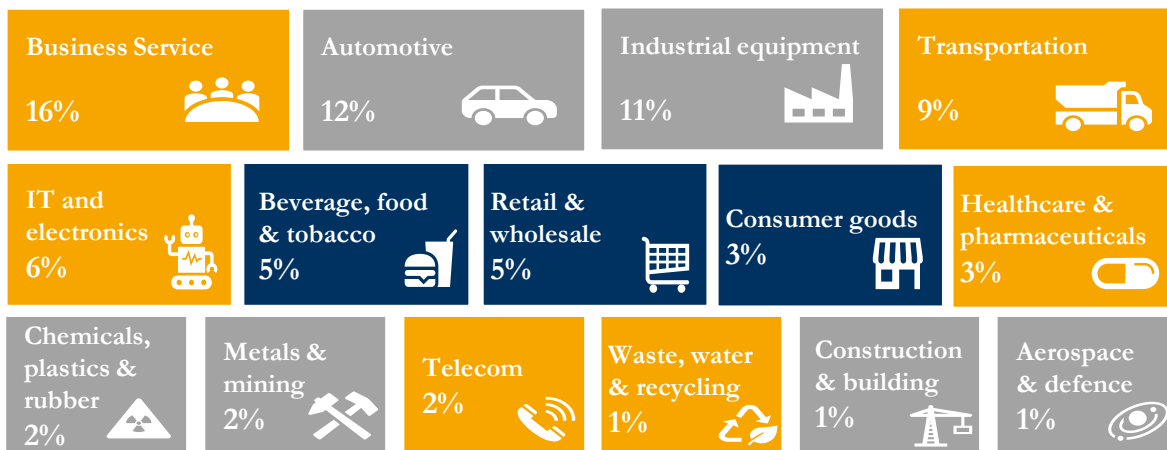 Business Service
16%
Automotive
12%
Industrial equipment
11%
Transportation
9%
IT and
electronics
6%
Beverage, food
& tobacco
5%
Retail &
wholesale
5%
Consumer goods
3%
Healthcare &
pharmaceuticals
3%
Chemicals,
plastics &
rubber
2%
Metals &
mining
2%
Telecom
2%
Waste, water
& recycling
1%
Construction
& building
1%
Aerospace
& defence
1%